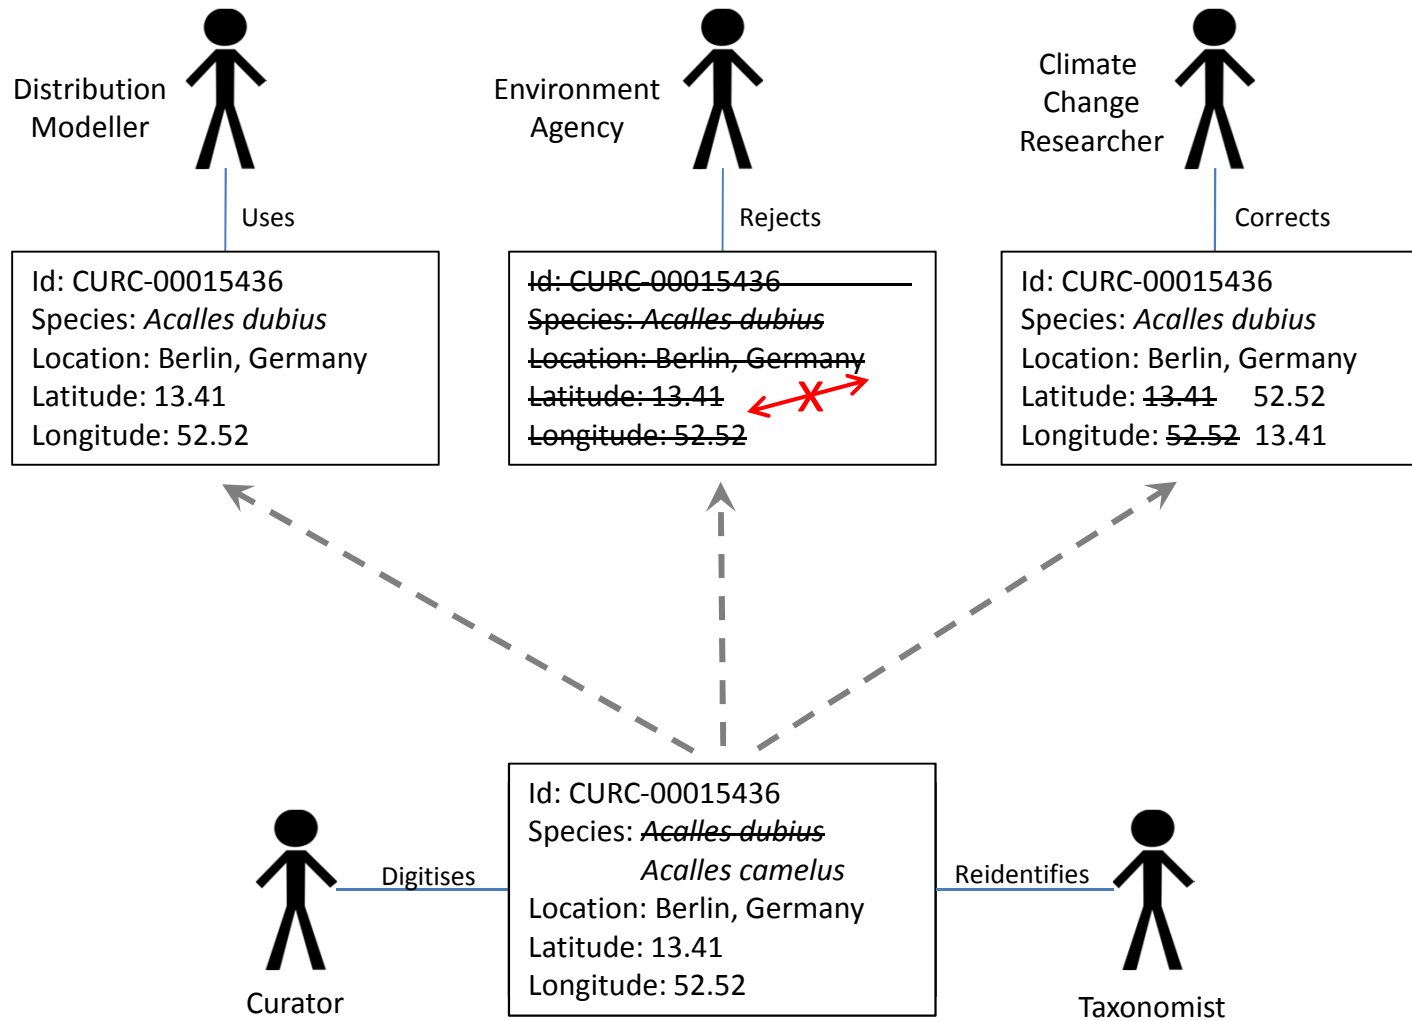 Distribution
Modeller
Uses
Id: CURC-00015436
Species: Acalles dubius
Location: Berlin, Germany
Latitude: 13.41
Longitude: 52.52
Environment
Agency
Rejects
Id: CURC-00015436
Species: Acalles dubius
Location: Berlin, Germany
Latitude: 13.41
X
Longitude: 52.52
Climate
Change
Researcher
Corrects
Id: CURC-00015436
Species: Acalles dubius
Location: Berlin, Germany
Latitude: 13.41 52.52
Longitude: 52.52 13.41
Curator
Digitises
Id: CURC-00015436
Species: Acalles dubius
Acalles camelus
Location: Berlin, Germany
Latitude: 13.41
Longitude: 52.52
Reidentifies
Taxonomist